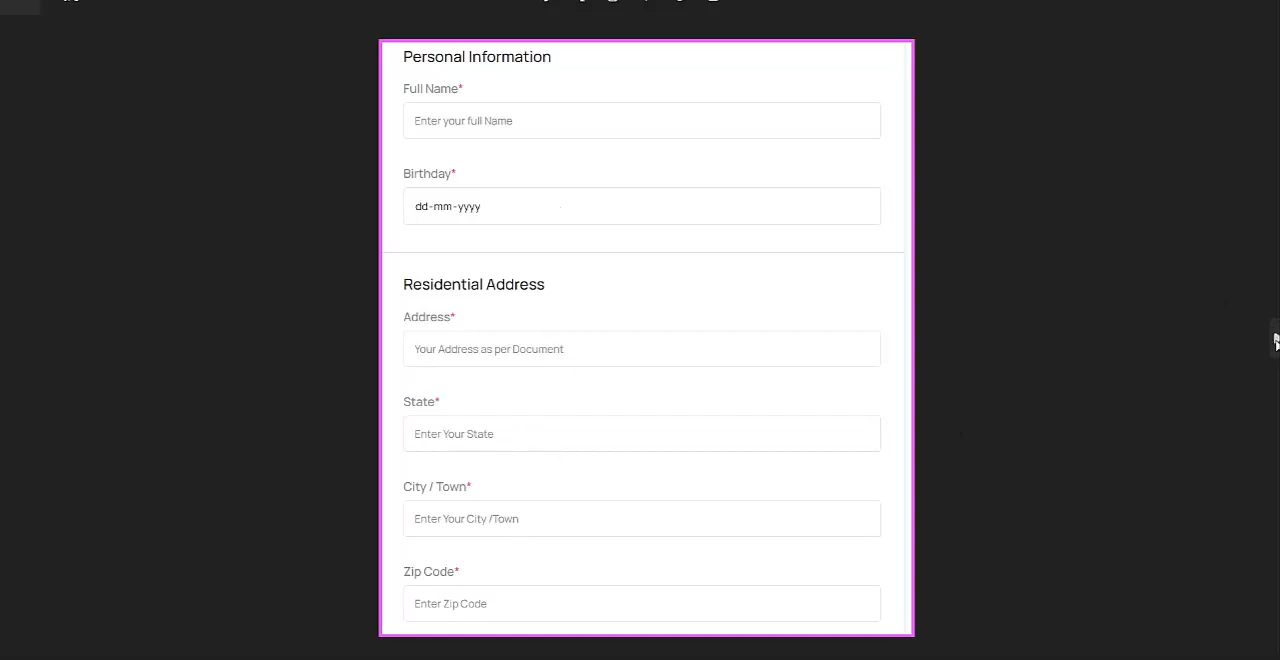 Personal Information
Full Name*
Enter your full Name
Birthday*
dd-mm-yyyy
Residential Address
Address*
Your Address as per Document
State*
Enter Your State
City / Town*
Enter Your City /Town
Zip Code*
Enter Zip Code